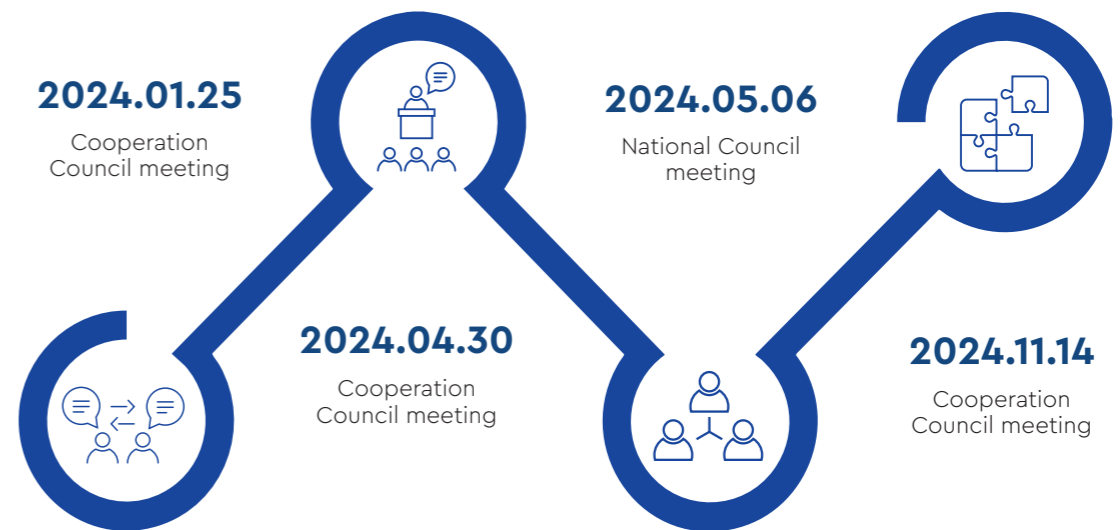 2024.01.25
Cooperation
Council meeting
2024.04.30
Cooperation
Council meeting
2024.05.06
National Council
meeting
2024.11.14
Cooperation
Council meeting